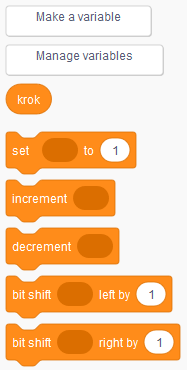 Make a variable
Manage variables
krok
set to 1
increment
decrement
bit shift left by 1
bit shift right by 1